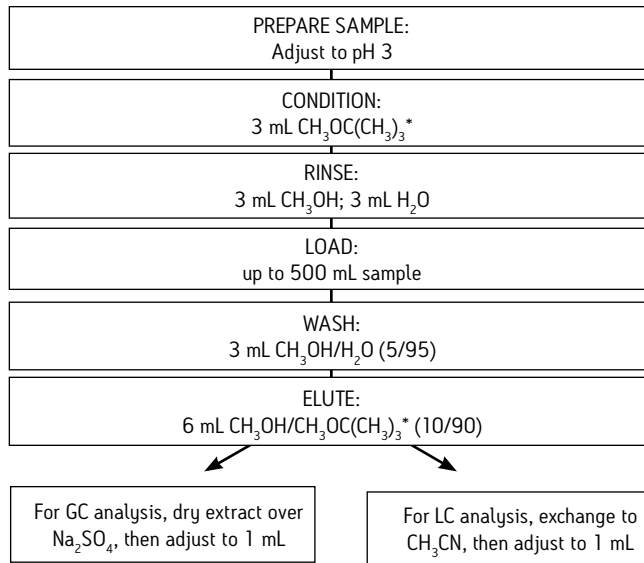 PREPARE SAMPLE:
Adjust to pH 3
CONDITION:
3 mL CH₃OC(CH₃)₃*
RINSE:
3 mL CH₃OH; 3 mL H₂O
LOAD:
up to 500 mL sample
WASH:
3 mL CH₃OH/H₂O (5/95)
ELUTE:
6 mL CH₃OH/CH₃OC(CH₃)₃* (10/90)
For GC analysis, dry extract over
Na₂SO₄, then adjust to 1 mL
For LC analysis, exchange to
CH₃CN, then adjust to 1 mL